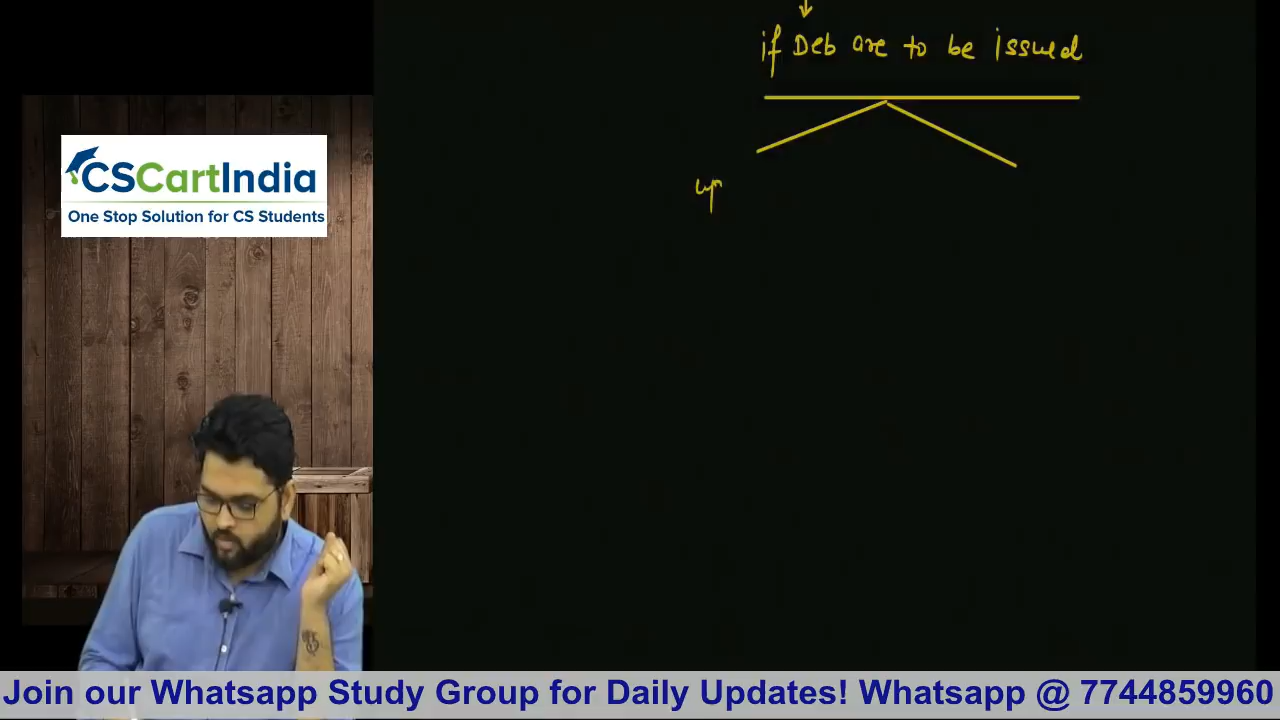 if Deb are to be issued
up
CSCartIndia
One Stop Solution for CS Students
Join our Whatsapp Study Group for Daily Updates! Whatsapp @ 7744859960